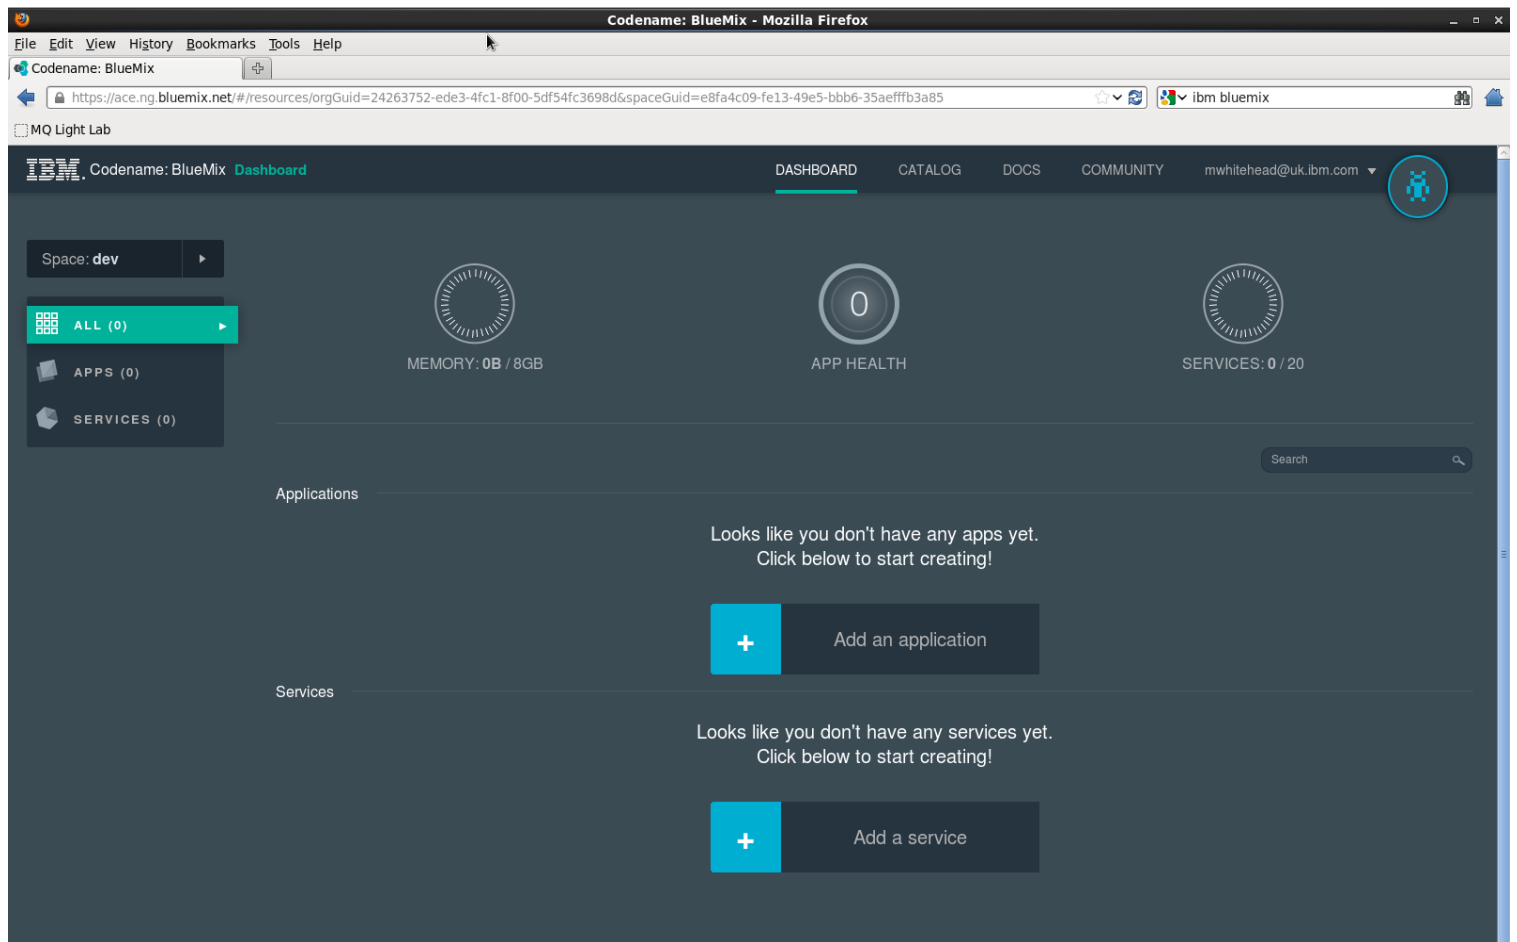 Codename: BlueMix - Mozilla Firefox
File Edit View History Bookmarks Tools Help
Codename: BlueMix
https://ace.ng.bluemix.net/#/resources/orgGuid=24263752-ede3-4fc1-8f00-5df54fc3698d&spaceGuid=e8fa4c09-fe13-49e5-bbb6-35aefffb3a85
ibm bluemix
MQ Light Lab
IBM. Codename: BlueMix Dashboard
DASHBOARD CATALOG DOCS COMMUNITY mwhitehead@uk.ibm.com
Space: dev
ALL (0)
APPS (0)
SERVICES (0)
0
MEMORY: 0B / 8GB
APP HEALTH
SERVICES: 0 / 20
Search
Applications
Looks like you don't have any apps yet.
Click below to start creating!
+ Add an application
Services
Looks like you don't have any services yet.
Click below to start creating!
+ Add a service